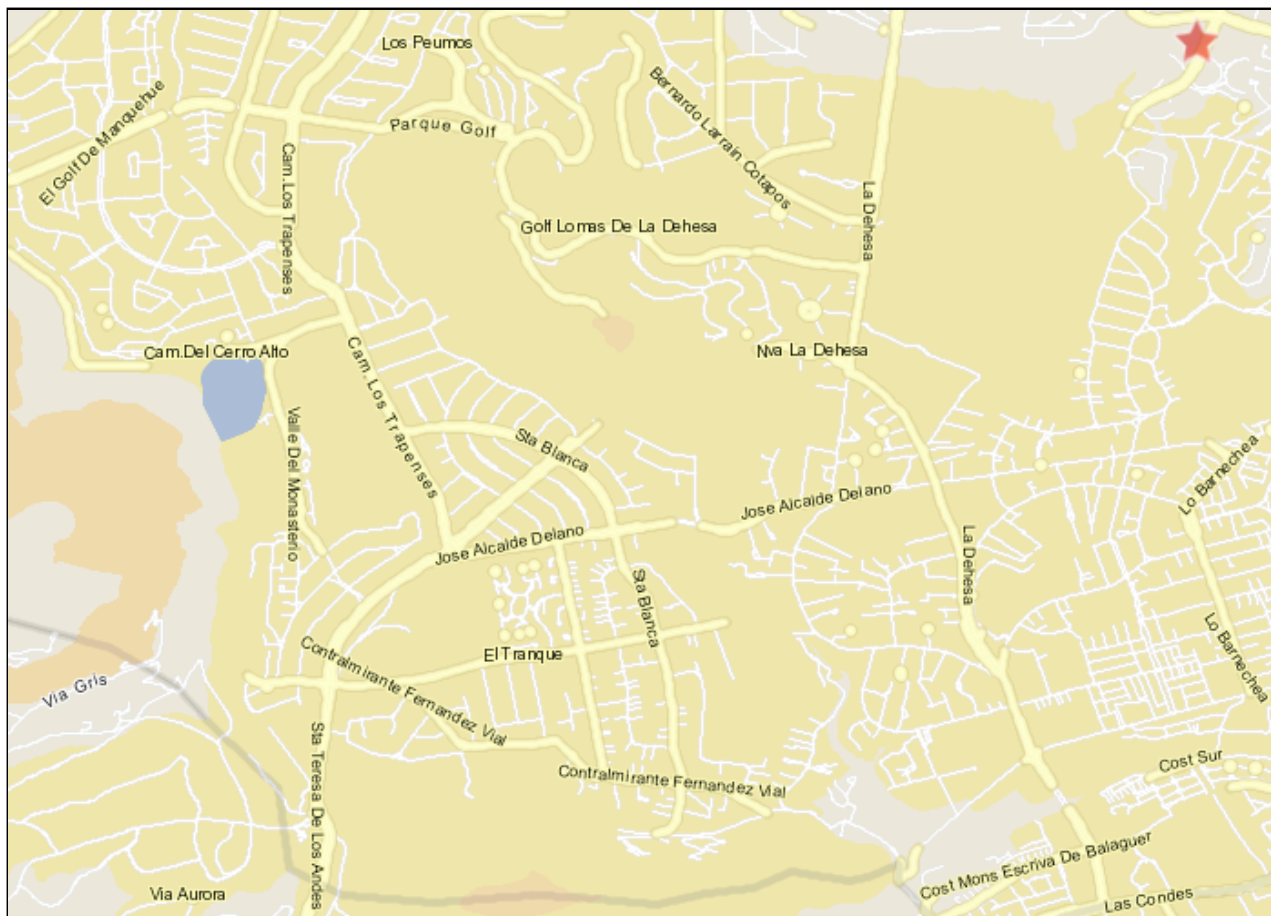 Los Peumos
Bernardo Larrain Cotapos
El Golf De Manquehue
Parque Golf
Cam.Los Trapenses
La Dehesa
Golf Lomas De La Dehesa
Cam.Del Cerro Alto
Nva La Dehesa
Cam. Los Trapenses
Valle Del Monasterio
Sta Blanca
Lo Barnechea
Jose Alcalde Delano
Jose Alcalde Delano
La Dehesa
Sta Blanca
Lo Barnechea
El Tranque
Contralmirante Fernandez Vial
Via Gris
Sta Teresa De Los Andes
Contralmirante Fernandez Vial
Cost Sur
Cost Mons Escriva De Balaguer
Via Aurora
Las Condes